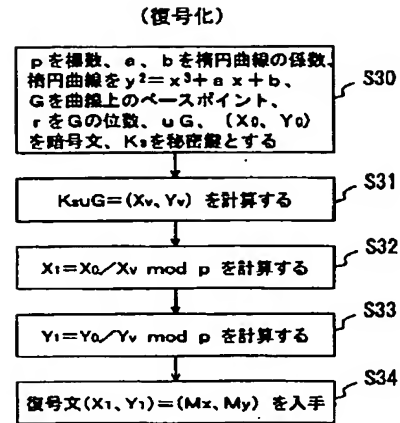 (復号化)
pを標数、a、bを楕円曲線の係数、
楕円曲線をy²=x³+ax+b、
Gを曲線上のベースポイント、
rをGの位数、uG、(X₀、Y₀)
を暗号文、Ksを秘密鍵とする
S30
KsuG=(Xv、Yv) を計算する
S31
X₁=X₀/Xv mod p を計算する
S32
Y₁=Y₀/Yv mod p を計算する
S33
復号文(X₁、Y₁)=(Mx、My) を入手
S34